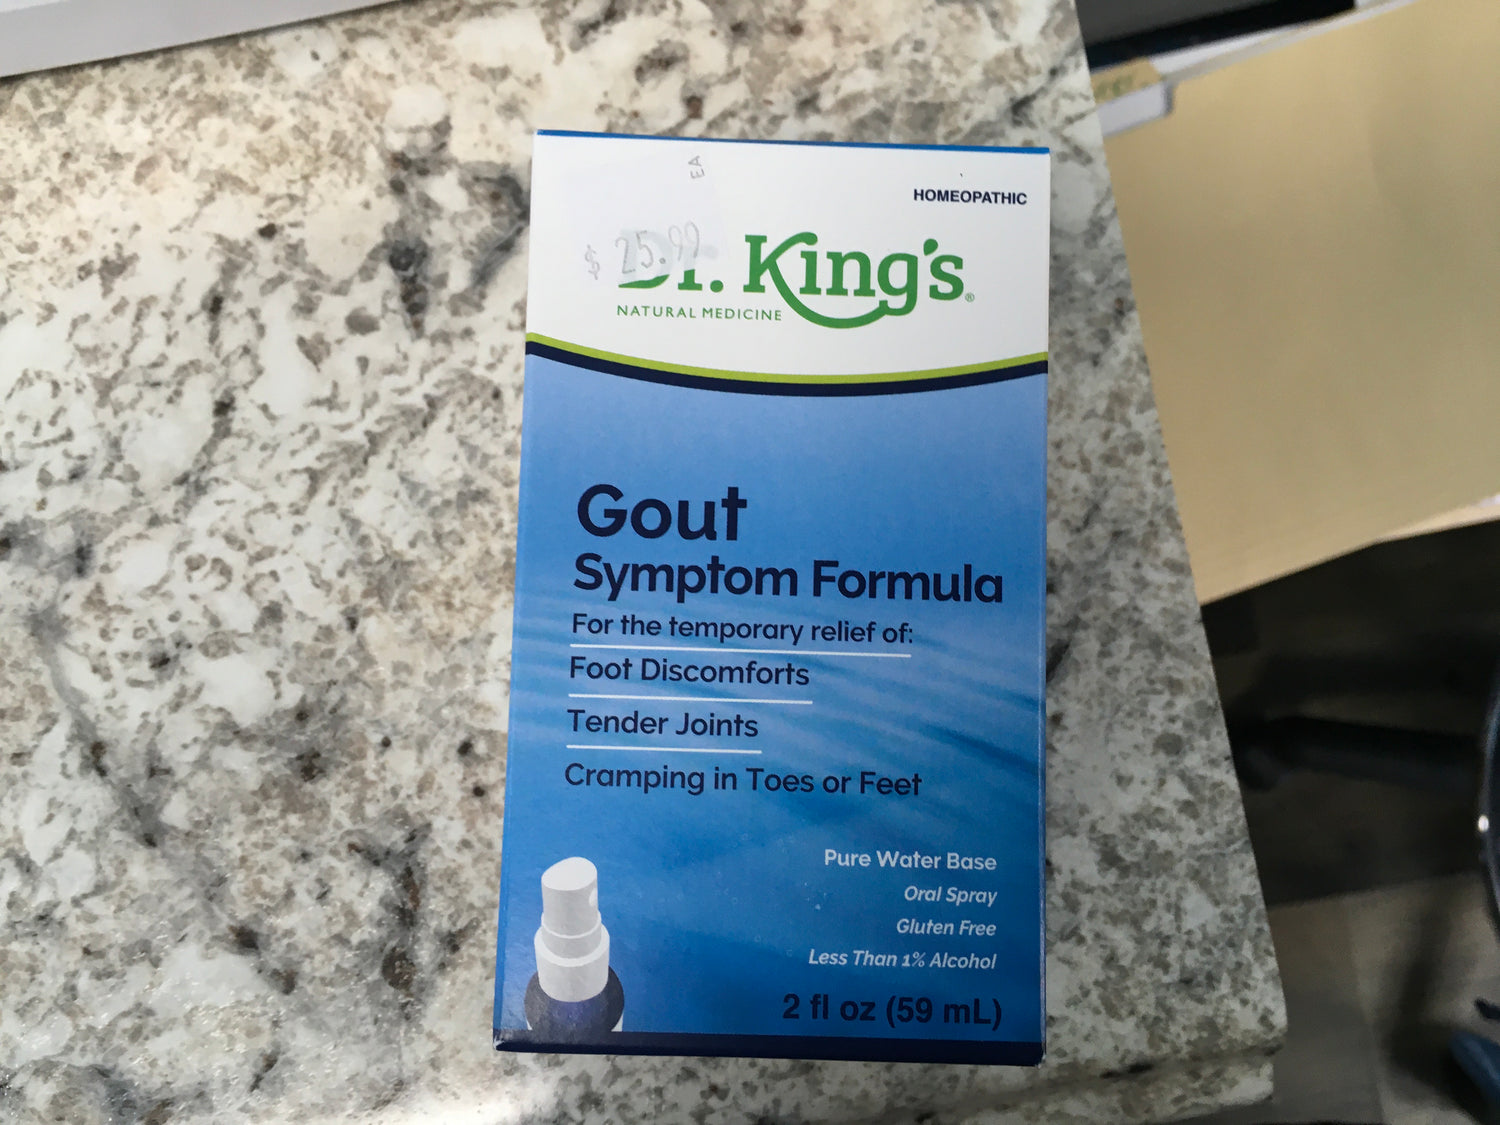 EA
HOMEOPATHIC
$ 25.99
Dr. King's®
NATURAL MEDICINE
Gout
Symptom Formula
For the temporary relief of:
Foot Discomforts
Tender Joints
Cramping in Toes or Feet
Pure Water Base
Oral Spray
Gluten Free
Less Than 1% Alcohol
2 fl oz (59 mL)